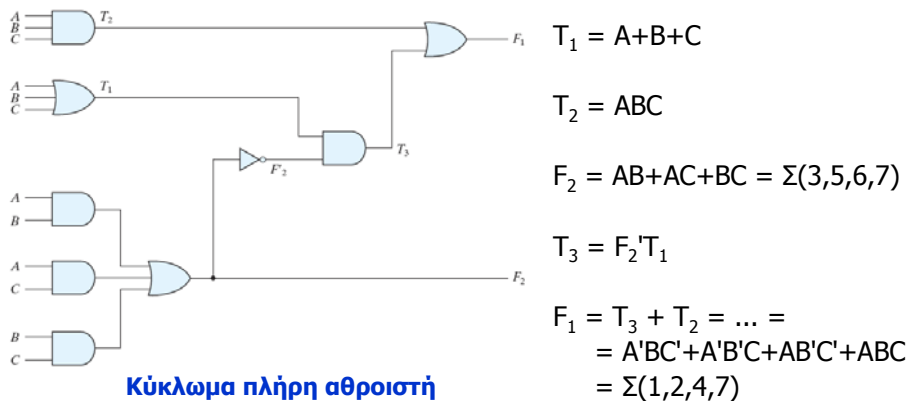 A
B
C
T2
F1
A
B
C
T1
T3
F'2
A
B
A
C
F2
B
C
Κύκλωμα πλήρη αθροιστή
T1 = A+B+C
T2 = ABC
F2 = AB+AC+BC = Σ(3,5,6,7)
T3 = F2'T1
F1 = T3 + T2 = ... =
= A'BC'+A'B'C+AB'C'+ABC
= Σ(1,2,4,7)